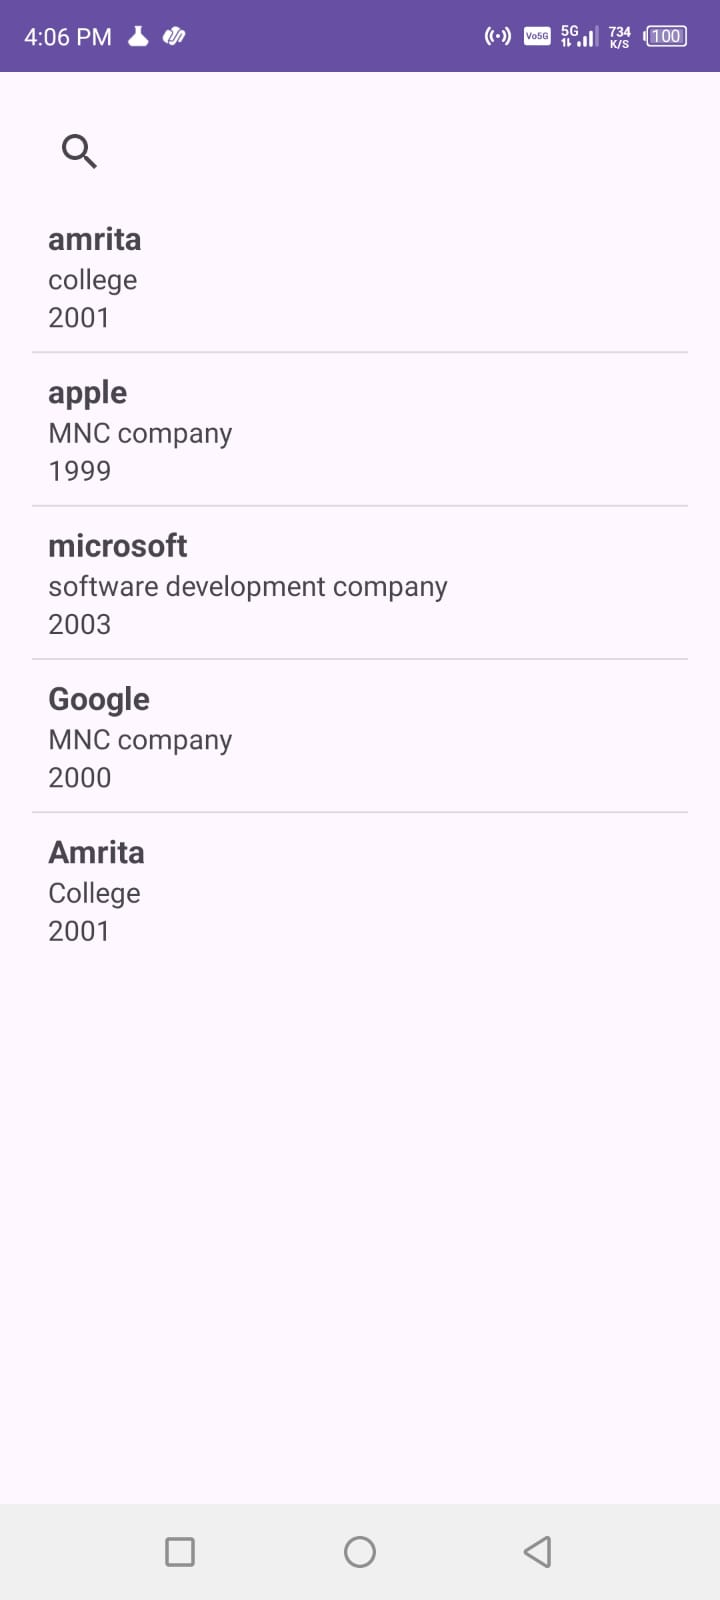 4:06 PM Vo5G 5G 734 K/S 100
amrita
college
2001
apple
MNC company
1999
microsoft
software development company
2003
Google
MNC company
2000
Amrita
College
2001